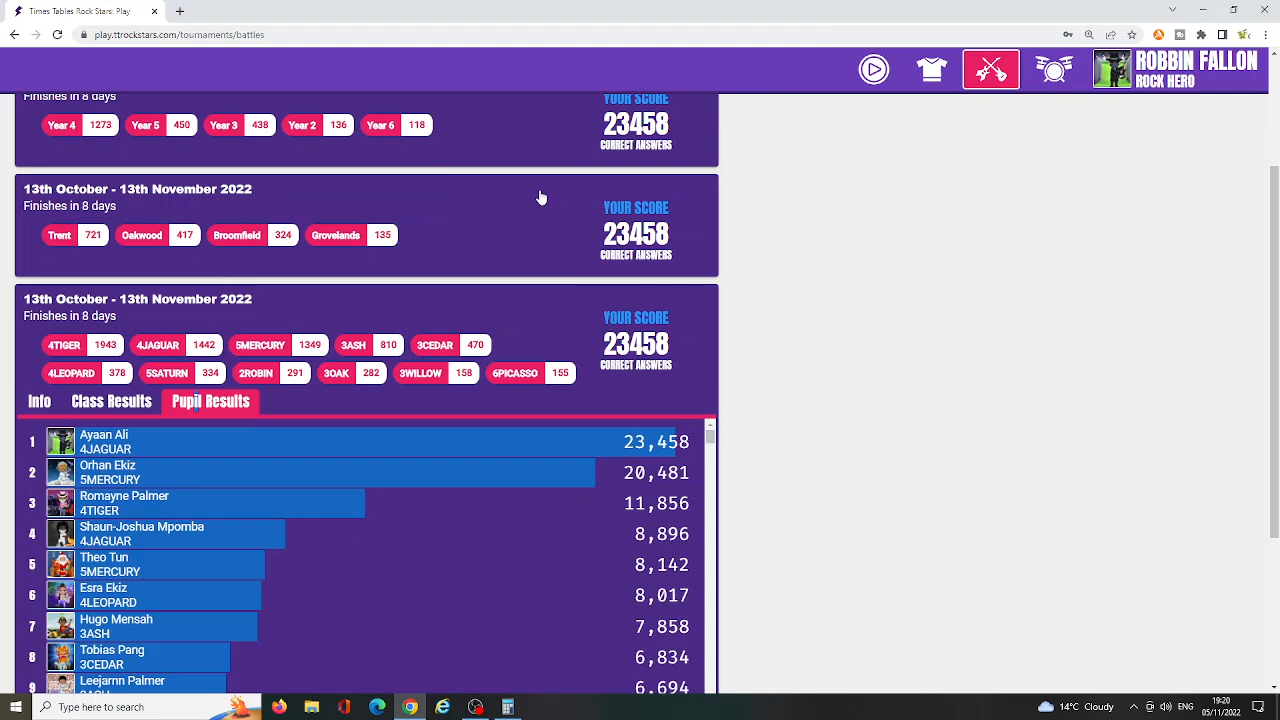 Times Tables Rock Stars: Play
play.ttrockstars.com/tournaments/battles
ROBBIN FALLON
ROCK HERO
Finishes in 8 days
YOUR SCORE
Year 4 1273 Year 5 450 Year 3 438 Year 2 136 Year 6 118
23458
CORRECT ANSWERS
13th October - 13th November 2022
Finishes in 8 days
YOUR SCORE
Trent 721 Oakwood 417 Broomfield 324 Grovelands 135
23458
CORRECT ANSWERS
13th October - 13th November 2022
Finishes in 8 days
YOUR SCORE
4TIGER 1943 4JAGUAR 1442 5MERCURY 1349 3ASH 810 3CEDAR 470
23458
CORRECT ANSWERS
4LEOPARD 378 5SATURN 334 2ROBIN 291 3OAK 282 3WILLOW 158 6PICASSO 155
Info Class Results Pupil Results
1 Ayaan Ali 23,458
4JAGUAR
2 Orhan Ekiz 20,481
5MERCURY
3 Romayne Palmer 11,856
4TIGER
4 Shaun-Joshua Mpomba 8,896
4JAGUAR
5 Theo Tun 8,142
5MERCURY
6 Esra Ekiz 8,017
4LEOPARD
7 Hugo Mensah 7,858
3ASH
8 Tobias Pang 6,834
3CEDAR
9 Leejarnn Palmer 6,694
Type here to search
14°C Cloudy
ENG
19:20
05/11/2022